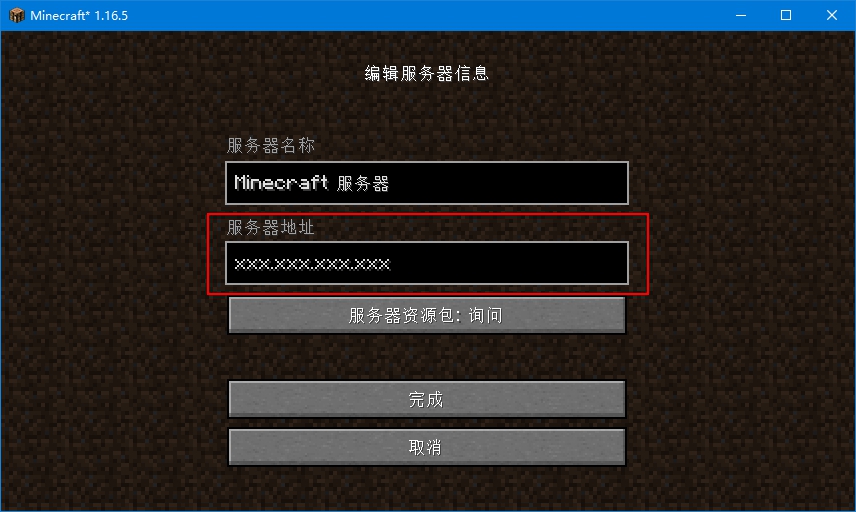 Minecraft* 1.16.5
编辑服务器信息
服务器名称
Minecraft 服务器
服务器地址
xxx.xxx.xxx.xxx
服务器资源包: 询问
完成
取消